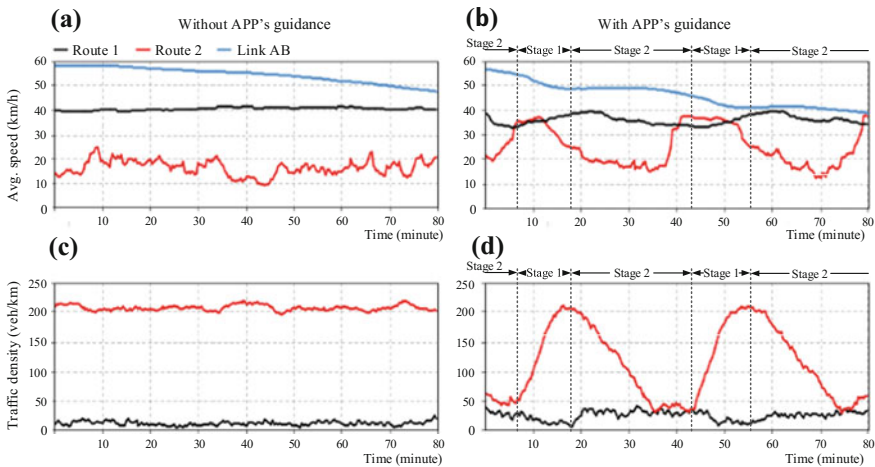 (a) Without APP's guidance
Route 1 Route 2 Link AB
Avg. speed (km/h)
60
50
40
30
20
10
0
10 20 30 40 50 60 70 80
Time (minute)
(b) With APP's guidance
Stage 2 Stage 1 Stage 2 Stage 1 Stage 2
60
50
40
30
20
10
0
10 20 30 40 50 60 70 80
Time (minute)
(c)
Traffic density (veh/km)
250
200
150
100
50
0
10 20 30 40 50 60 70 80
Time (minute)
(d)
Stage 2 Stage 1 Stage 2 Stage 1 Stage 2
250
200
150
100
50
0
10 20 30 40 50 60 70 80
Time (minute)